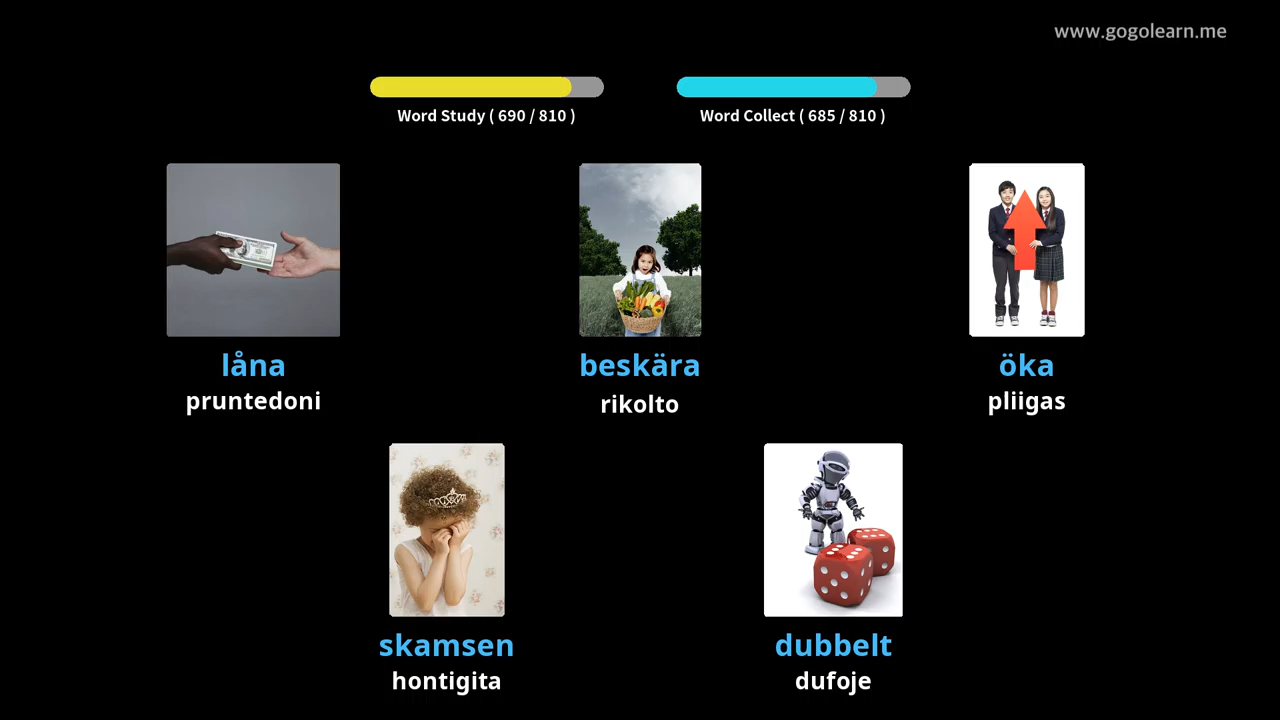 www.gogolearn.me
Word Study ( 690 / 810 )
Word Collect ( 685 / 810 )
låna
pruntedoni
beskära
rikolto
öka
pliigas
skamsen
hontigita
dubbelt
dufoje